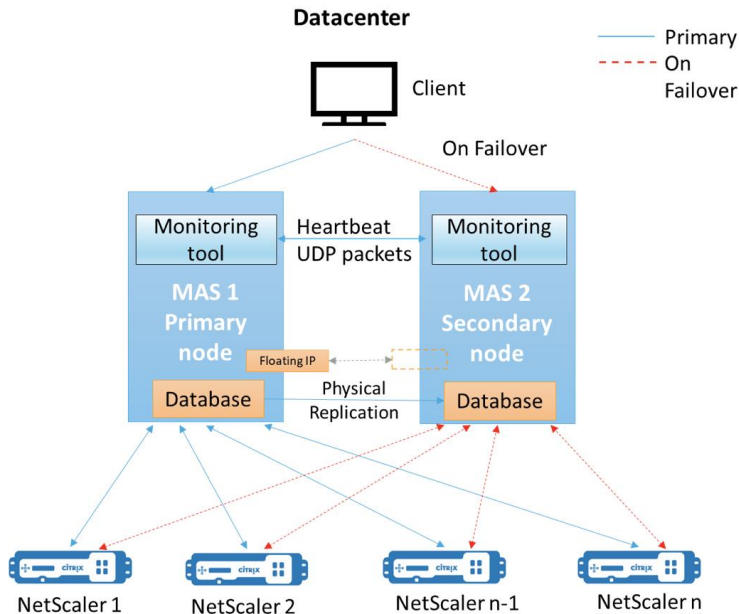 Datacenter
Primary
On
Failover
Client
On Failover
Monitoring
tool
Heartbeat
UDP packets
Monitoring
tool
MAS 1
Primary
node
MAS 2
Secondary
node
Floating IP
Database
Physical
Replication
Database
CITRIX
CITRIX
CITRIX
CITRIX
NetScaler 1
NetScaler 2
NetScaler n-1
NetScaler n